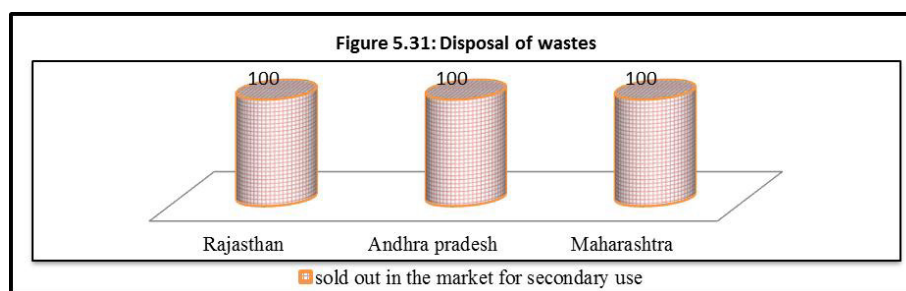 Figure 5.31: Disposal of wastes
100 100 100
Rajasthan Andhra pradesh Maharashtra
sold out in the market for secondary use